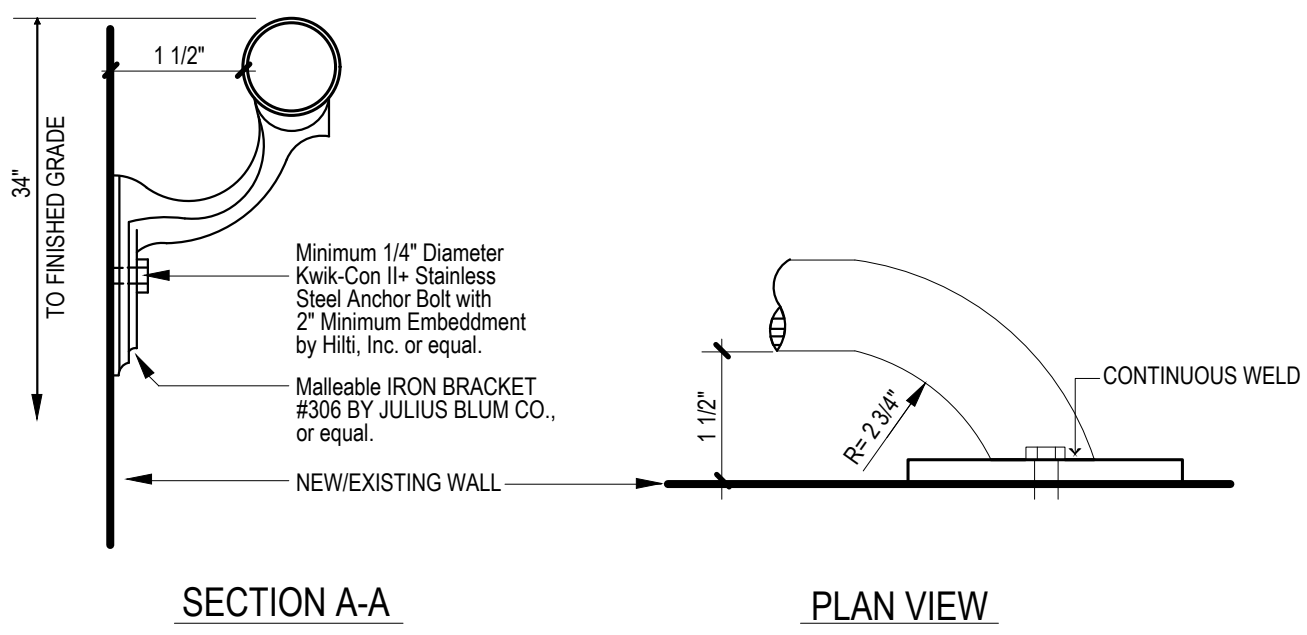 1 1/2"
34"
TO FINISHED GRADE
Minimum 1/4" Diameter
Kwik-Con II+ Stainless
Steel Anchor Bolt with
2" Minimum Embeddment
by Hilti, Inc. or equal.
Malleable IRON BRACKET
#306 BY JULIUS BLUM CO.,
or equal.
NEW/EXISTING WALL
SECTION A-A
1 1/2"
R= 2 3/4"
CONTINUOUS WELD
PLAN VIEW